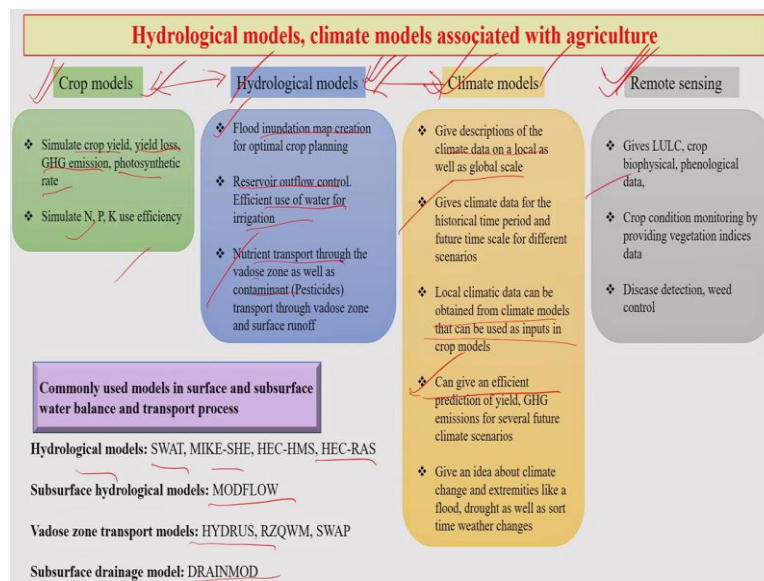 Hydrological models, climate models associated with agriculture
Crop models
❖ Simulate crop yield, yield loss,
GHG emission, photosynthetic
rate
❖ Simulate N, P, K use efficiency
Hydrological models
❖ Flood inundation map creation
for optimal crop planning
❖ Reservoir outflow control.
Efficient use of water for
irrigation
❖ Nutrient transport through the
vadose zone as well as
contaminant (Pesticides)
transport through vadose zone
and surface runoff
Climate models
❖ Give descriptions of the
climate data on a local as
well as global scale
❖ Gives climate data for the
historical time period and
future time scale for different
scenarios
❖ Local climatic data can be
obtained from climate models
that can be used as inputs in
crop models
❖ Can give an efficient
prediction of yield, GHG
emissions for several future
climate scenarios
❖ Give an idea about climate
change and extremities like a
flood, drought as well as sort
time weather changes
Remote sensing
❖ Gives LULC, crop
biophysical, phenological
data,
❖ Crop condition monitoring by
providing vegetation indices
data
❖ Disease detection, weed
control
Commonly used models in surface and subsurface
water balance and transport process
Hydrological models: SWAT, MIKE-SHE, HEC-HMS, HEC-RAS
Subsurface hydrological models: MODFLOW
Vadose zone transport models: HYDRUS, RZQWM, SWAP
Subsurface drainage model: DRAINMOD